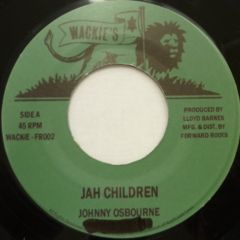 WACKIE'S
SIDE A
45 RPM
WACKIE-FR002
PRODUCED BY
LLOYD BARNES
MFG. & DIST. BY
FORWARD ROOTS
JAH CHILDREN
JOHNNY OSBOURNE